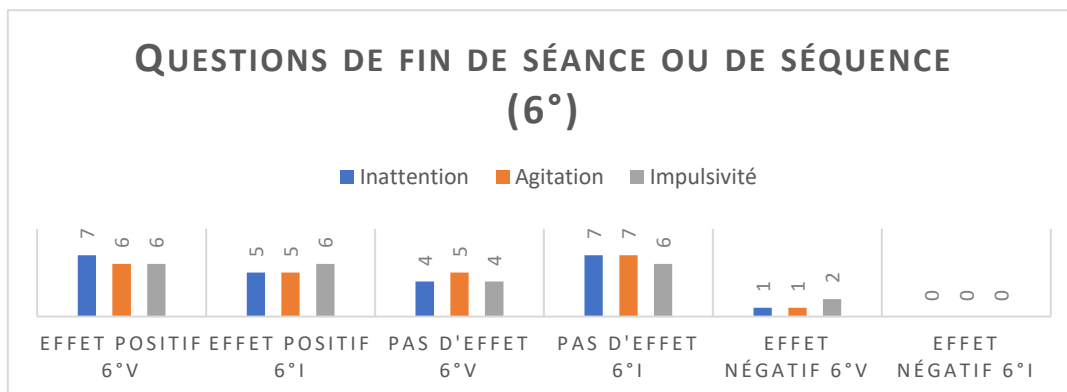 QUESTIONS DE FIN DE SÉANCE OU DE SÉQUENCE
(6°)
Inattention Agitation Impulsivité
7 6 6 5 5 6 4 5 4 7 7 6 1 1 2 0 0 0
EFFET POSITIF EFFET POSITIF PAS D'EFFET PAS D'EFFET EFFET EFFET
6°V 6°I 6°V 6°I NÉGATIF 6°V NÉGATIF 6°I